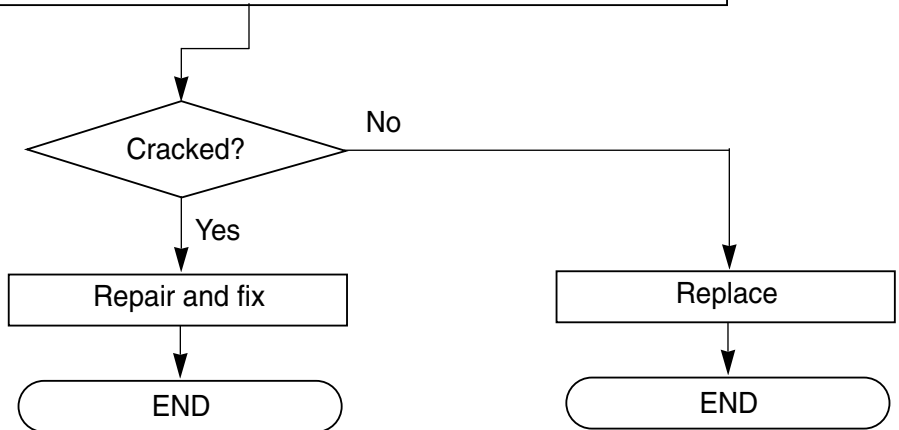 No
Cracked?
Yes
Repair and fix
Replace
END
END